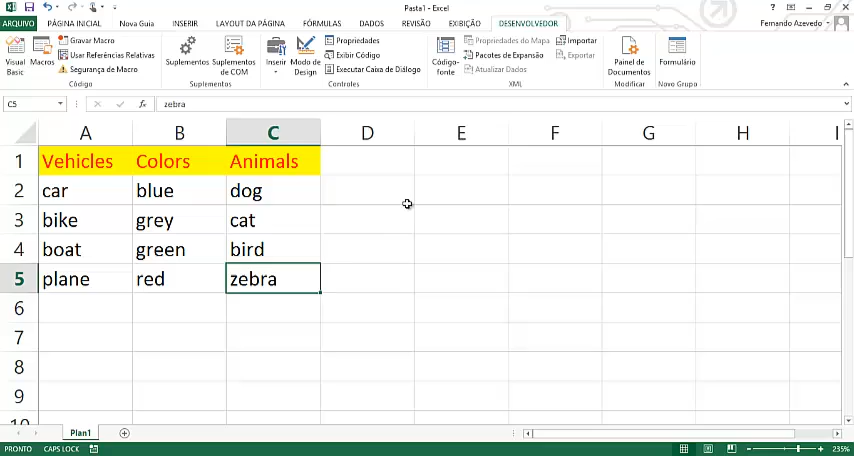 Pasta1 - Excel
ARQUIVO PÁGINA INICIAL Nova Guia INSERIR LAYOUT DA PÁGINA FÓRMULAS DADOS REVISÃO EXIBIÇÃO DESENVOLVEDOR Fernando Azevedo
Visual Basic
Macros
Gravar Macro
Usar Referências Relativas
Segurança de Macro
Código
Suplementos
Suplementos de COM
Suplementos
Inserir
Modo de Design
Propriedades
Exibir Código
Executar Caixa de Diálogo
Controles
Código-fonte
Propriedades do Mapa
Pacotes de Expansão
Atualizar Dados
Importar
Exportar
XML
Painel de Documentos
Modificar
Formulário
Novo Grupo
C5 fx zebra
A B C D E F G H I
1 Vehicles Colors Animals
2 car blue dog
3 bike grey cat
4 boat green bird
5 plane red zebra
6
7
8
9
10
Plan1
PRONTO CAPS LOCK 235%